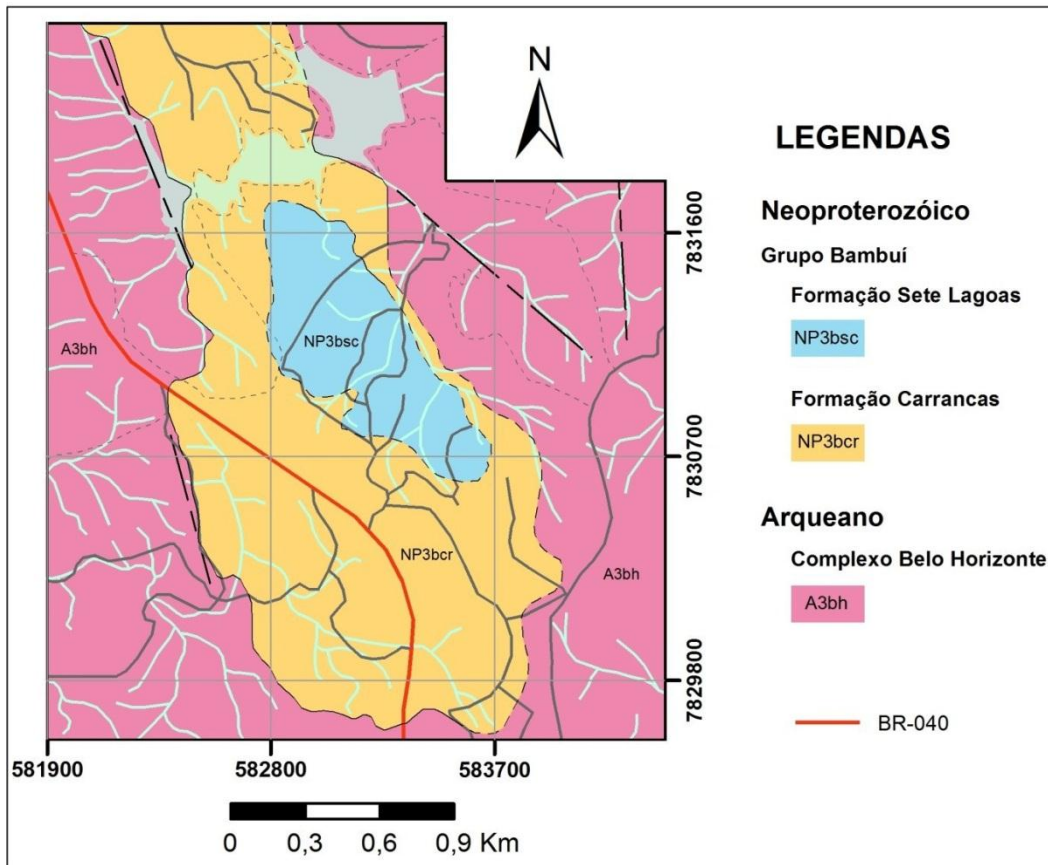 N
7831600
7830700
7829800
A3bh
NP3bsc
NP3bcr
A3bh
581900
582800
583700
0
0,3
0,6
0,9 Km
LEGENDAS
Neoproterozóico
Grupo Bambuí
Formação Sete Lagoas
NP3bsc
Formação Carrancas
NP3bcr
Arqueano
Complexo Belo Horizonte
A3bh
BR-040